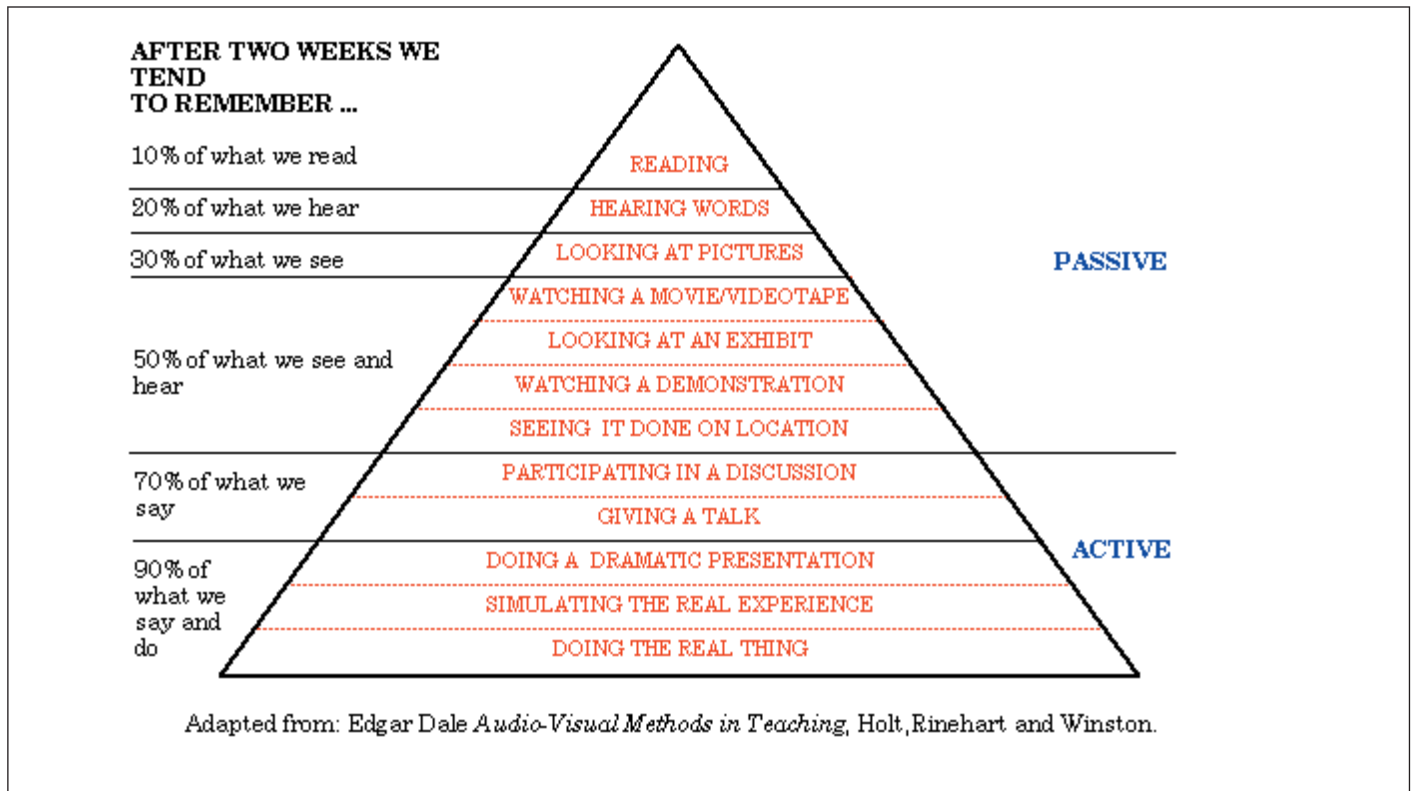 AFTER TWO WEEKS WE
TEND
TO REMEMBER ...
10% of what we read
READING
20% of what we hear
HEARING WORDS
30% of what we see
LOOKING AT PICTURES
PASSIVE
WATCHING A MOVIE/VIDEOTAPE
LOOKING AT AN EXHIBIT
50% of what we see and
hear
WATCHING A DEMONSTRATION
SEEING IT DONE ON LOCATION
70% of what we
say
PARTICIPATING IN A DISCUSSION
GIVING A TALK
ACTIVE
90% of
what we
say and
do
DOING A DRAMATIC PRESENTATION
SIMULATING THE REAL EXPERIENCE
DOING THE REAL THING
Adapted from: Edgar Dale Audio-Visual Methods in Teaching, Holt,Rinehart and Winston.